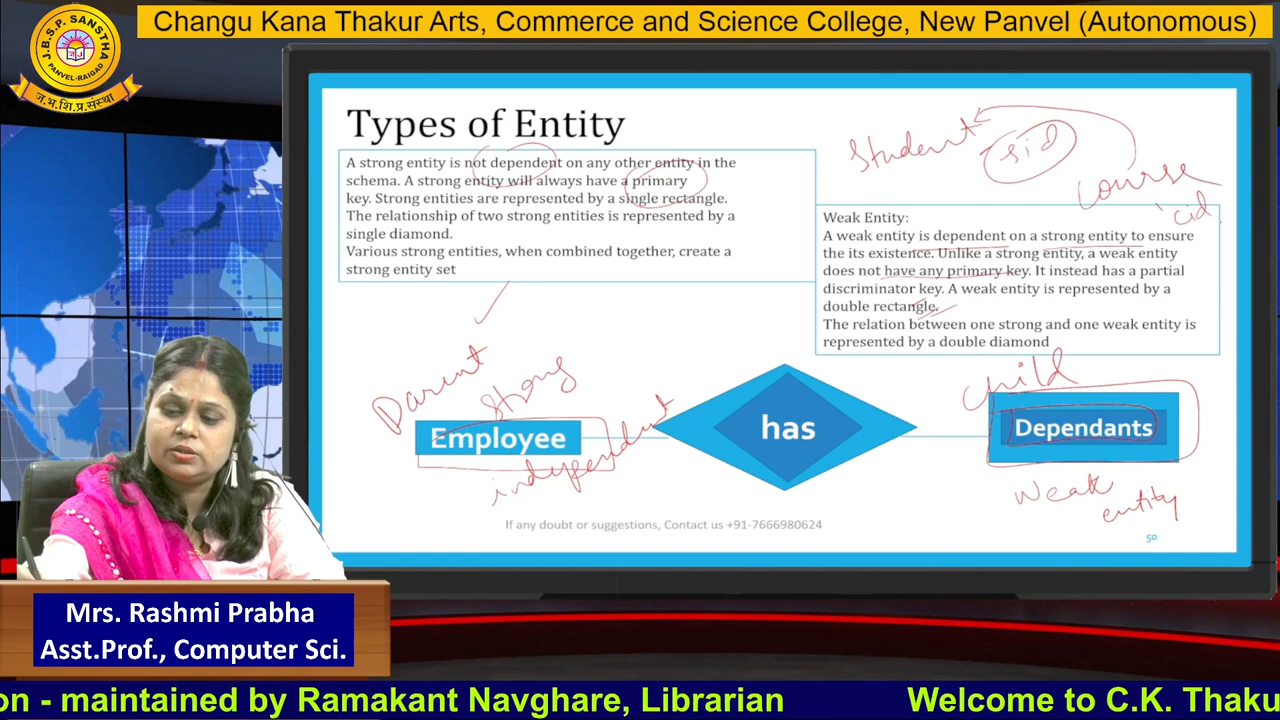 Changu Kana Thakur Arts, Commerce and Science College, New Panvel (Autonomous)
J.B.S.P. SANSTHA
PANVEL-RAIGAD
ज.भ.शि.प्र.संस्था
Types of Entity
A strong entity is not dependent on any other entity in the
schema. A strong entity will always have a primary
key. Strong entities are represented by a single rectangle.
The relationship of two strong entities is represented by a
single diamond.
Various strong entities, when combined together, create a
strong entity set
Student
sid
Course
cid
Weak Entity:
A weak entity is dependent on a strong entity to ensure
the its existence. Unlike a strong entity, a weak entity
does not have any primary key. It instead has a partial
discriminator key. A weak entity is represented by a
double rectangle.
The relation between one strong and one weak entity is
represented by a double diamond
Parent
Strong
Employee
independent
has
Child
Dependants
Weak
entity
If any doubt or suggestions, Contact us +91-7666980624
50
Mrs. Rashmi Prabha
Asst.Prof., Computer Sci.
on - maintained by Ramakant Navghare, Librarian
Welcome to C.K. Thaku